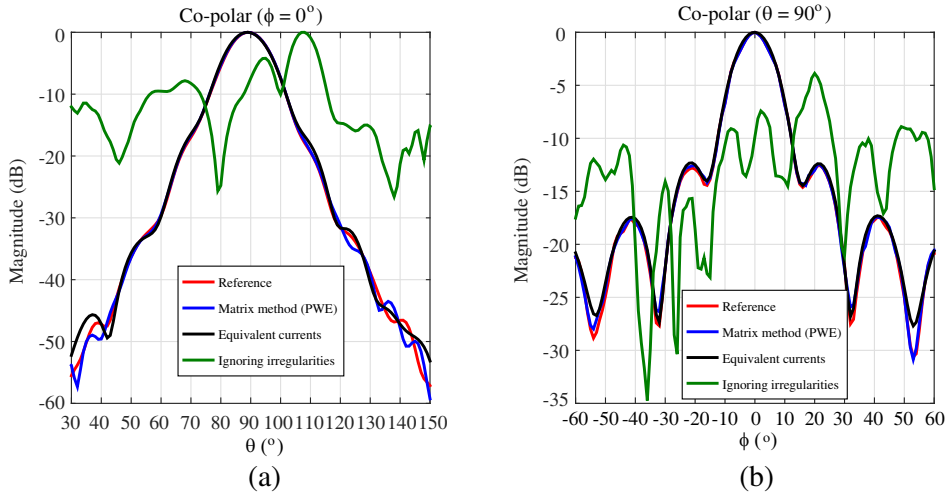 Co-polar (ϕ = 0°)
0
-10
-20
-30
-40
-50
-60
Magnitude (dB)
Reference
Matrix method (PWE)
Equivalent currents
Ignoring irregularities
30 40 50 60 70 80 90 100 110 120 130 140 150
θ (°)
(a)
Co-polar (θ = 90°)
0
-5
-10
-15
-20
-25
-30
-35
Magnitude (dB)
Reference
Matrix method (PWE)
Equivalent currents
Ignoring irregularities
-60 -50 -40 -30 -20 -10 0 10 20 30 40 50 60
ϕ (°)
(b)